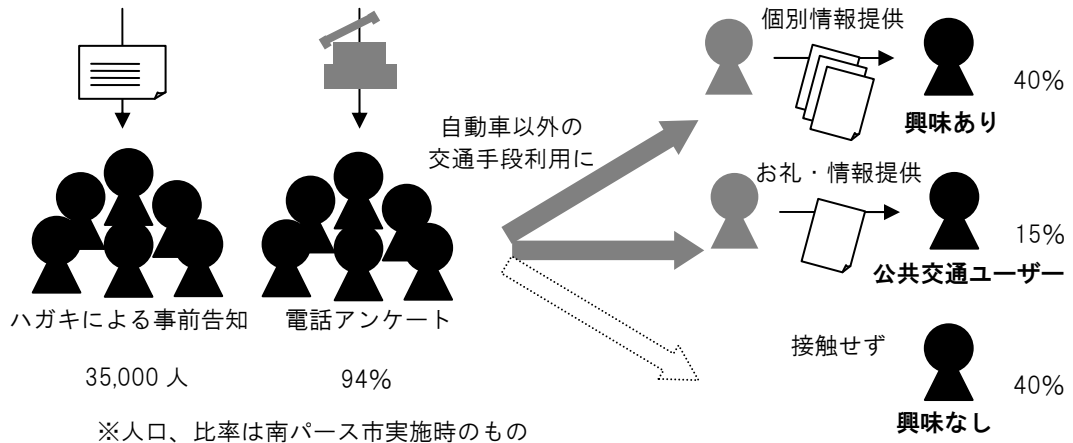 個別情報提供
40%
興味あり
自動車以外の
交通手段利用に
お礼・情報提供
15%
公共交通ユーザー
ハガキによる事前告知
電話アンケート
接触せず
35,000 人
94%
40%
興味なし
※人口、比率は南パース市実施時のもの